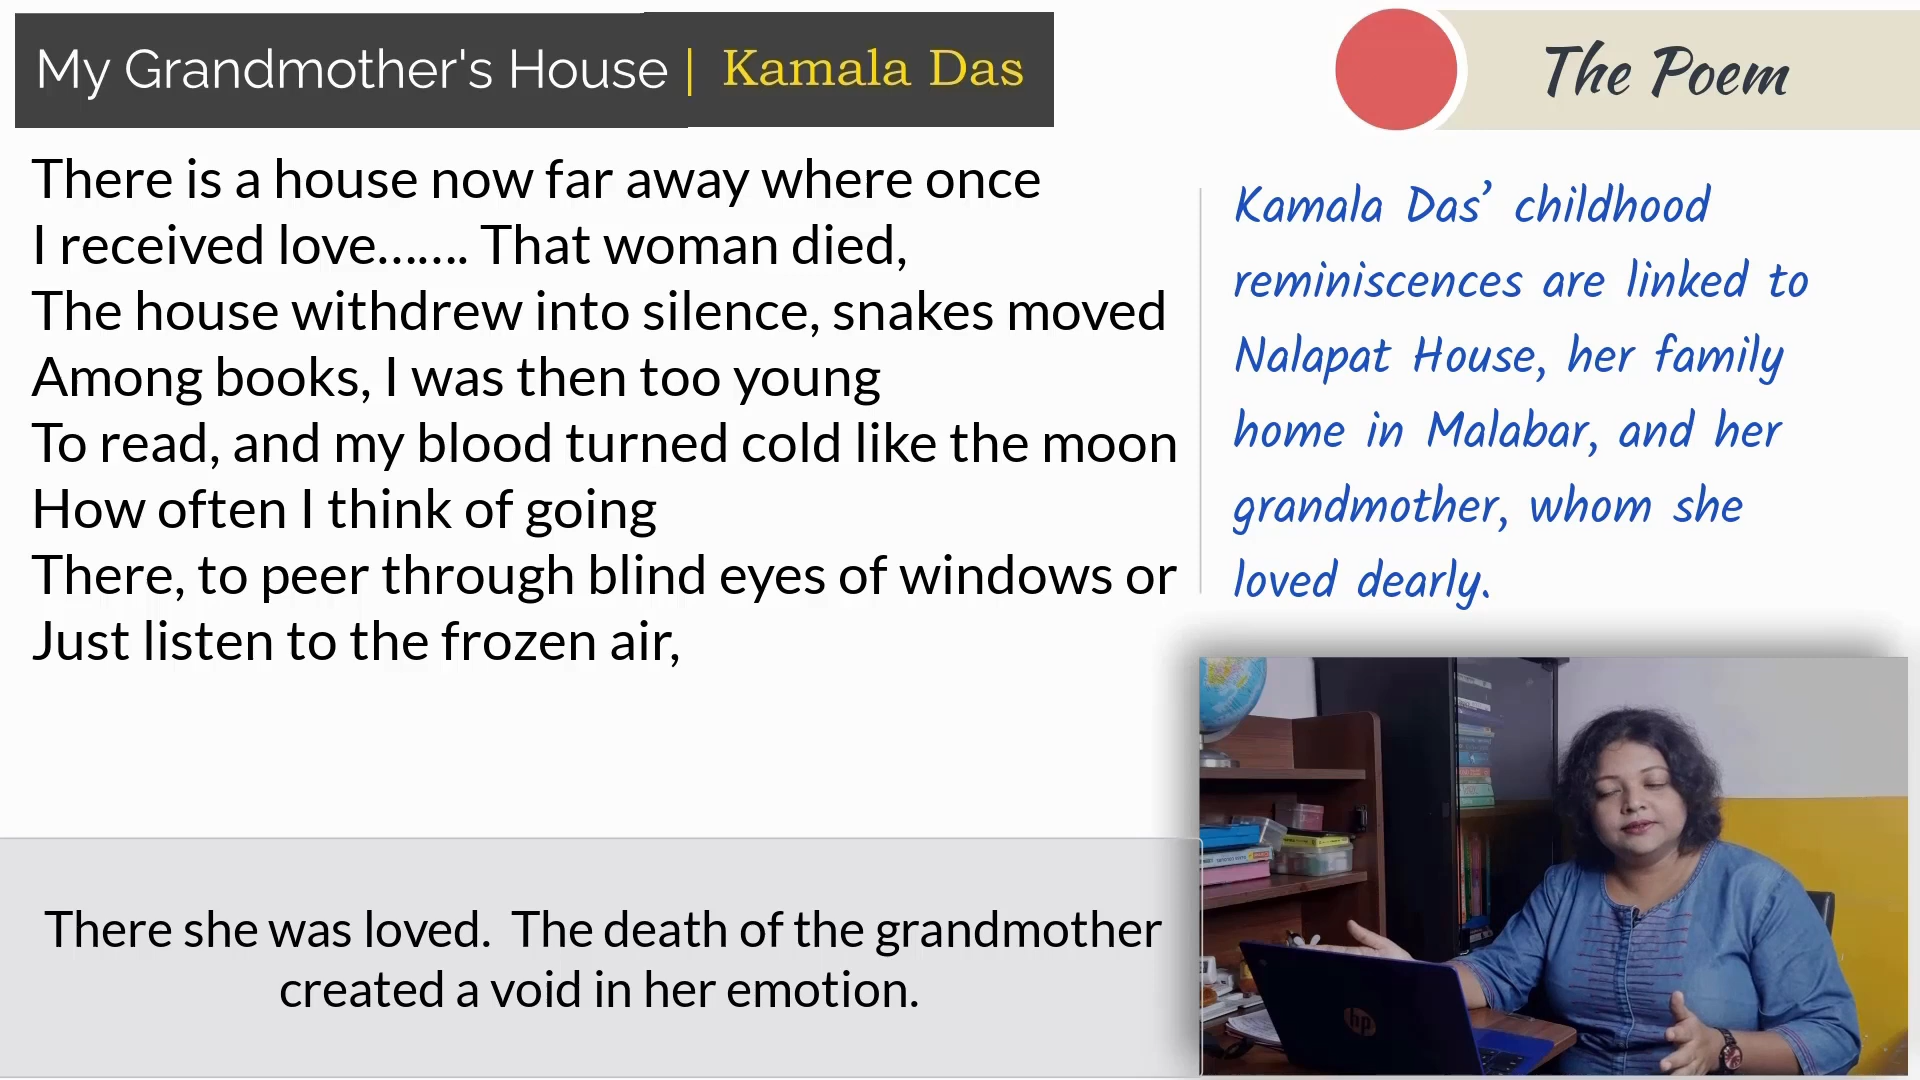 My Grandmother's House | Kamala Das
The Poem
There is a house now far away where once
I received love....... That woman died,
The house withdrew into silence, snakes moved
Among books, I was then too young
To read, and my blood turned cold like the moon
How often I think of going
There, to peer through blind eyes of windows or
Just listen to the frozen air,
Kamala Das’ childhood
reminiscences are linked to
Nalapat House, her family
home in Malabar, and her
grandmother, whom she
loved dearly.
There she was loved.  The death of the grandmother
created a void in her emotion.
hp